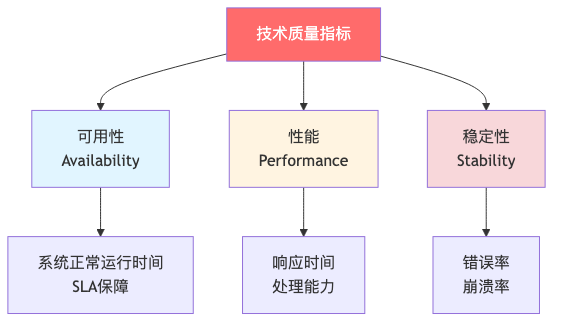 技术质量指标
可用性
Availability
性能
Performance
稳定性
Stability
系统正常运行时间
SLA保障
响应时间
处理能力
错误率
崩溃率